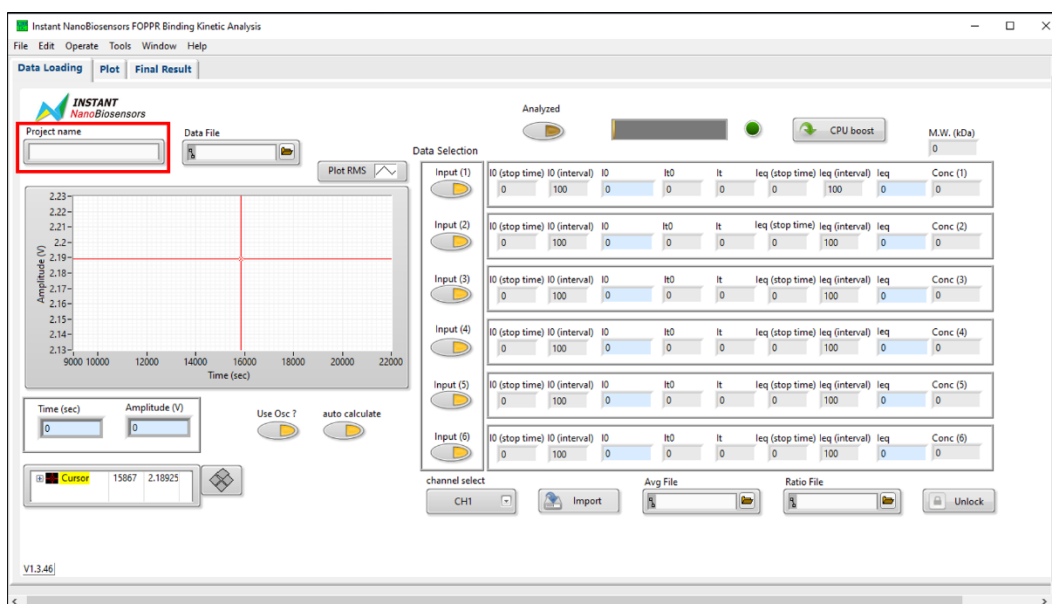 Instant NanoBiosensors FOPPR Binding Kinetic Analysis
File Edit Operate Tools Window Help
Data Loading Plot Final Result
INSTANT
NanoBiosensors
Project name
Data File
Plot RMS
Analyzed
CPU boost
M.W. (kDa)
0
Data Selection
Input (1) I0 (stop time) I0 (interval) I0 It0 It Ieq (stop time) Ieq (interval) Ieq Conc (1)
0 100 0 0 0 0 100 0 0
Input (2) I0 (stop time) I0 (interval) I0 It0 It Ieq (stop time) Ieq (interval) Ieq Conc (2)
0 100 0 0 0 0 100 0 0
Input (3) I0 (stop time) I0 (interval) I0 It0 It Ieq (stop time) Ieq (interval) Ieq Conc (3)
0 100 0 0 0 0 100 0 0
Input (4) I0 (stop time) I0 (interval) I0 It0 It Ieq (stop time) Ieq (interval) Ieq Conc (4)
0 100 0 0 0 0 100 0 0
Input (5) I0 (stop time) I0 (interval) I0 It0 It Ieq (stop time) Ieq (interval) Ieq Conc (5)
0 100 0 0 0 0 100 0 0
Input (6) I0 (stop time) I0 (interval) I0 It0 It Ieq (stop time) Ieq (interval) Ieq Conc (6)
0 100 0 0 0 0 100 0 0
Amplitude (V)
2.23
2.22
2.21
2.2
2.19
2.18
2.17
2.16
2.15
2.14
2.13
9000 10000 12000 14000 16000 18000 20000 22000
Time (sec)
Time (sec) Amplitude (V)
0 0
Use Osc ? auto calculate
Cursor 15867 2.18925
channel select
CH1
Import
Avg File
Ratio File
Unlock
V1.3.46